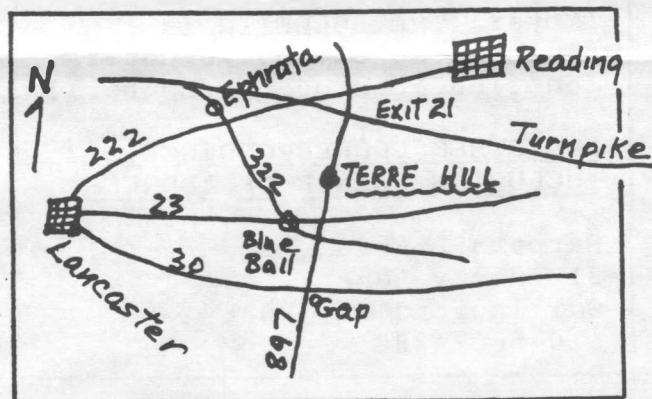 N
Ephrata
Reading
Exit 21
Turnpike
222
322
TERRE HILL
23
Blue
Ball
Lancaster
30
Gap
897